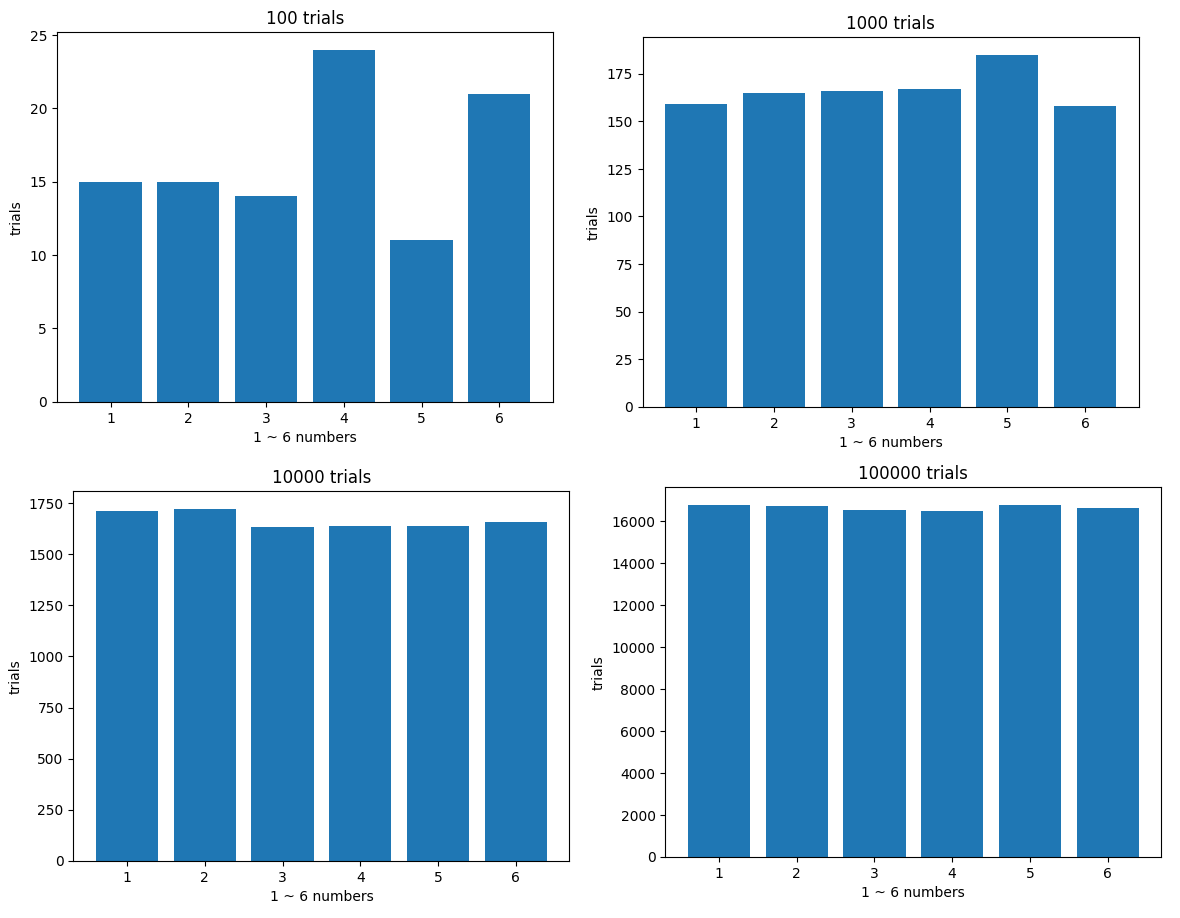 100 trials
25
20
15
10
5
0
trials
1 2 3 4 5 6
1 ~ 6 numbers
1000 trials
175
150
125
100
75
50
25
0
trials
1 2 3 4 5 6
1 ~ 6 numbers
10000 trials
1750
1500
1250
1000
750
500
250
0
trials
1 2 3 4 5 6
1 ~ 6 numbers
100000 trials
16000
14000
12000
10000
8000
6000
4000
2000
0
trials
1 2 3 4 5 6
1 ~ 6 numbers